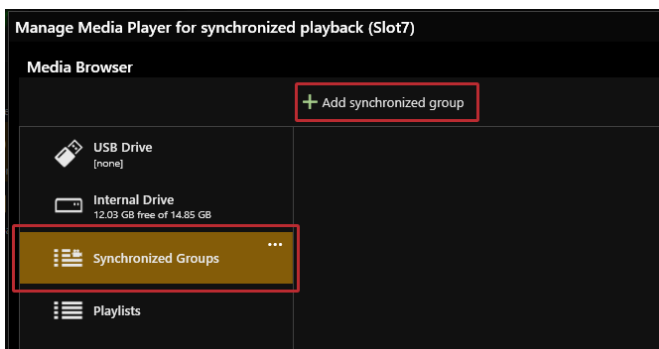 Manage Media Player for synchronized playback (Slot7)
Media Browser
Add synchronized group
USB Drive
[none]
Internal Drive
12.03 GB free of 14.85 GB
Synchronized Groups
Playlists